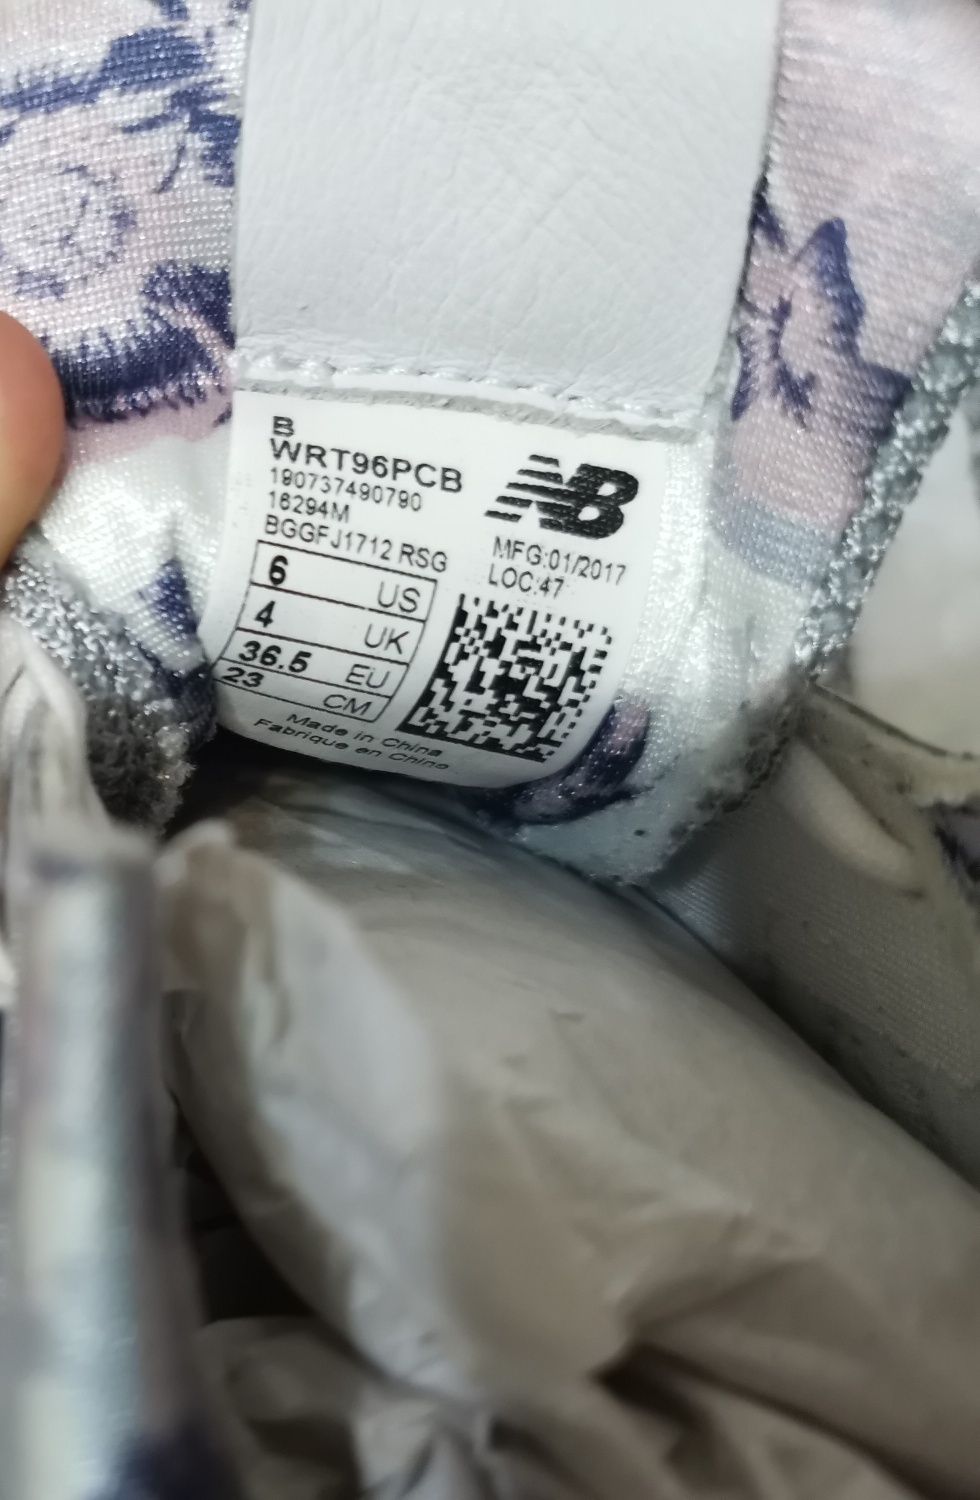 B
WRT96PCB
190737490790
16294M
BGGFJ1712 RSG
NB
MFG:01/2017
LOC:47
6 US
4 UK
36.5 EU
23 CM
Made in China
Fabrique en Chine